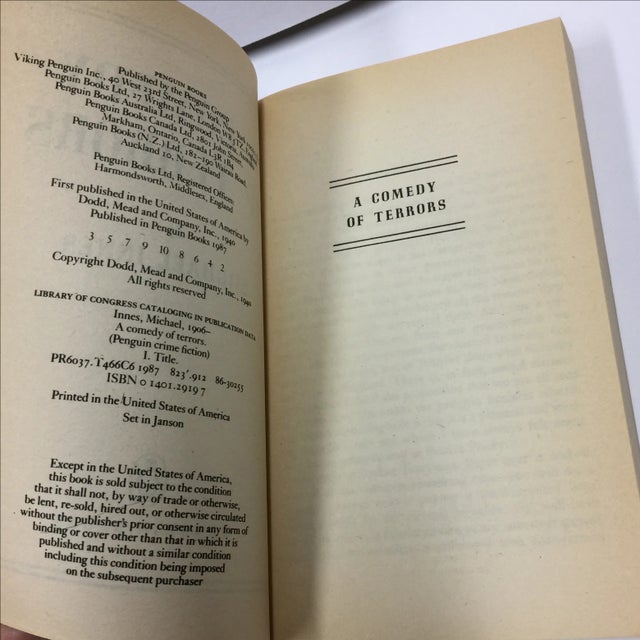 PENGUIN BOOKS
Published by the Penguin Group
Viking Penguin Inc., 40 West 23rd Street, New York, New York
Penguin Books Ltd, 27 Wrights Lane, London W8 5TZ,
Penguin Books Australia Ltd, Ringwood, Victoria, Australia
Penguin Books Canada Ltd, 2801 John Street,
Markham, Ontario, Canada L3R 1B4
Penguin Books (N.Z.) Ltd, 182–190 Wairau Road,
Auckland 10, New Zealand
Penguin Books Ltd, Registered Offices:
Harmondsworth, Middlesex, England
First published in the United States of America by
Dodd, Mead and Company, Inc., 1940
Published in Penguin Books 1987
3 5 7 9 10 8 6 4 2
Copyright Dodd, Mead and Company, Inc., 1940
All rights reserved
LIBRARY OF CONGRESS CATALOGING IN PUBLICATION DATA
Innes, Michael, 1906–
A comedy of terrors.
(Penguin crime fiction)
I. Title.
PR6037.T466C6 1987 823'.912 86-30255
ISBN 0 1401.2919 7
Printed in the United States of America
Set in Janson
Except in the United States of America,
this book is sold subject to the condition
that it shall not, by way of trade or otherwise,
be lent, re-sold, hired out, or otherwise circulated
without the publisher's prior consent in any form of
binding or cover other than that in which it is
published and without a similar condition
including this condition being imposed
on the subsequent purchaser
A COMEDY
OF TERRORS